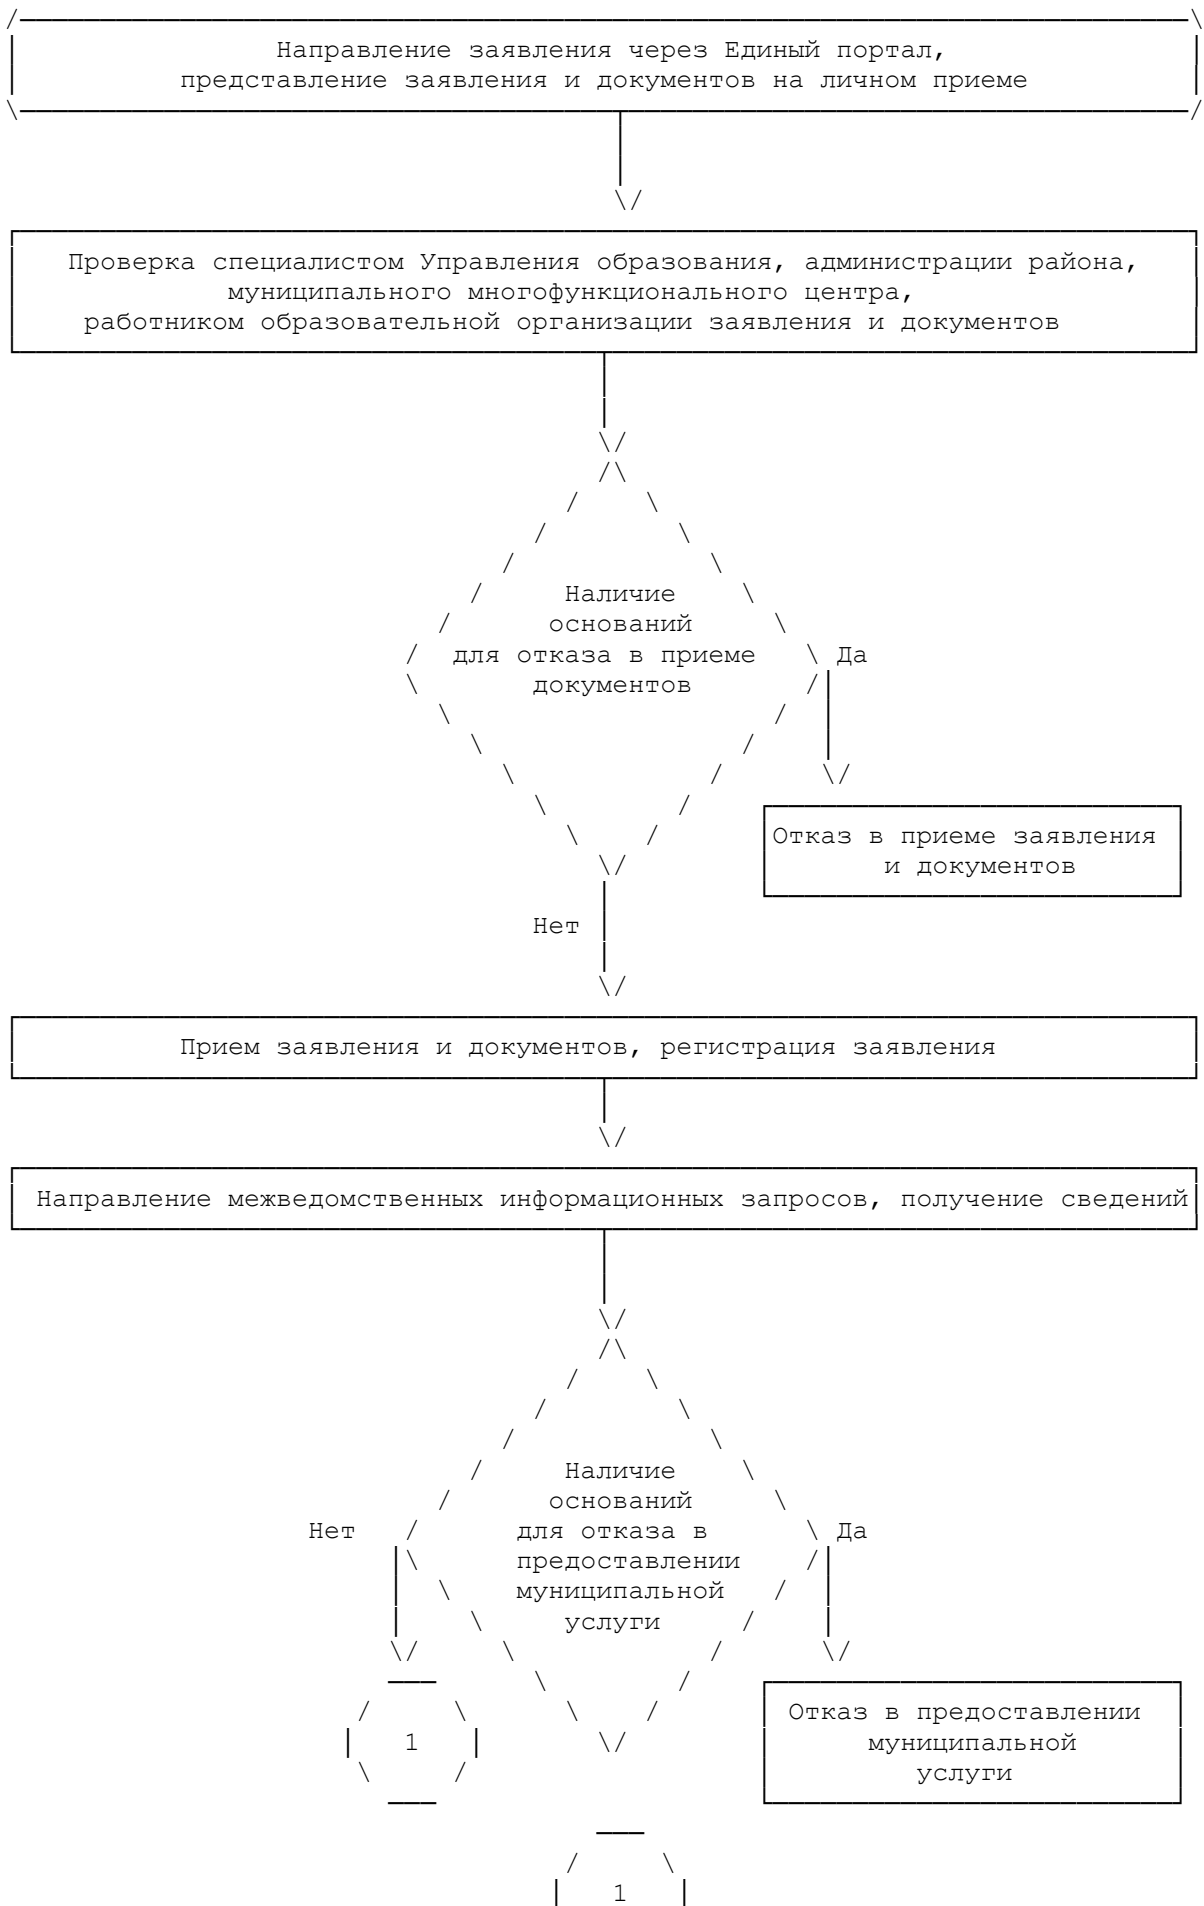 Направление заявления через Единый портал,
представление заявления и документов на личном приеме
Проверка специалистом Управления образования, администрации района,
муниципального многофункционального центра,
работником образовательной организации заявления и документов
Наличие
оснований
для отказа в приеме
документов
Да
Отказ в приеме заявления
и документов
Нет
Прием заявления и документов, регистрация заявления
Направление межведомственных информационных запросов, получение сведений
Наличие
оснований
для отказа в
предоставлении
муниципальной
услуги
Нет
Да
1
Отказ в предоставлении
муниципальной
услуги
1